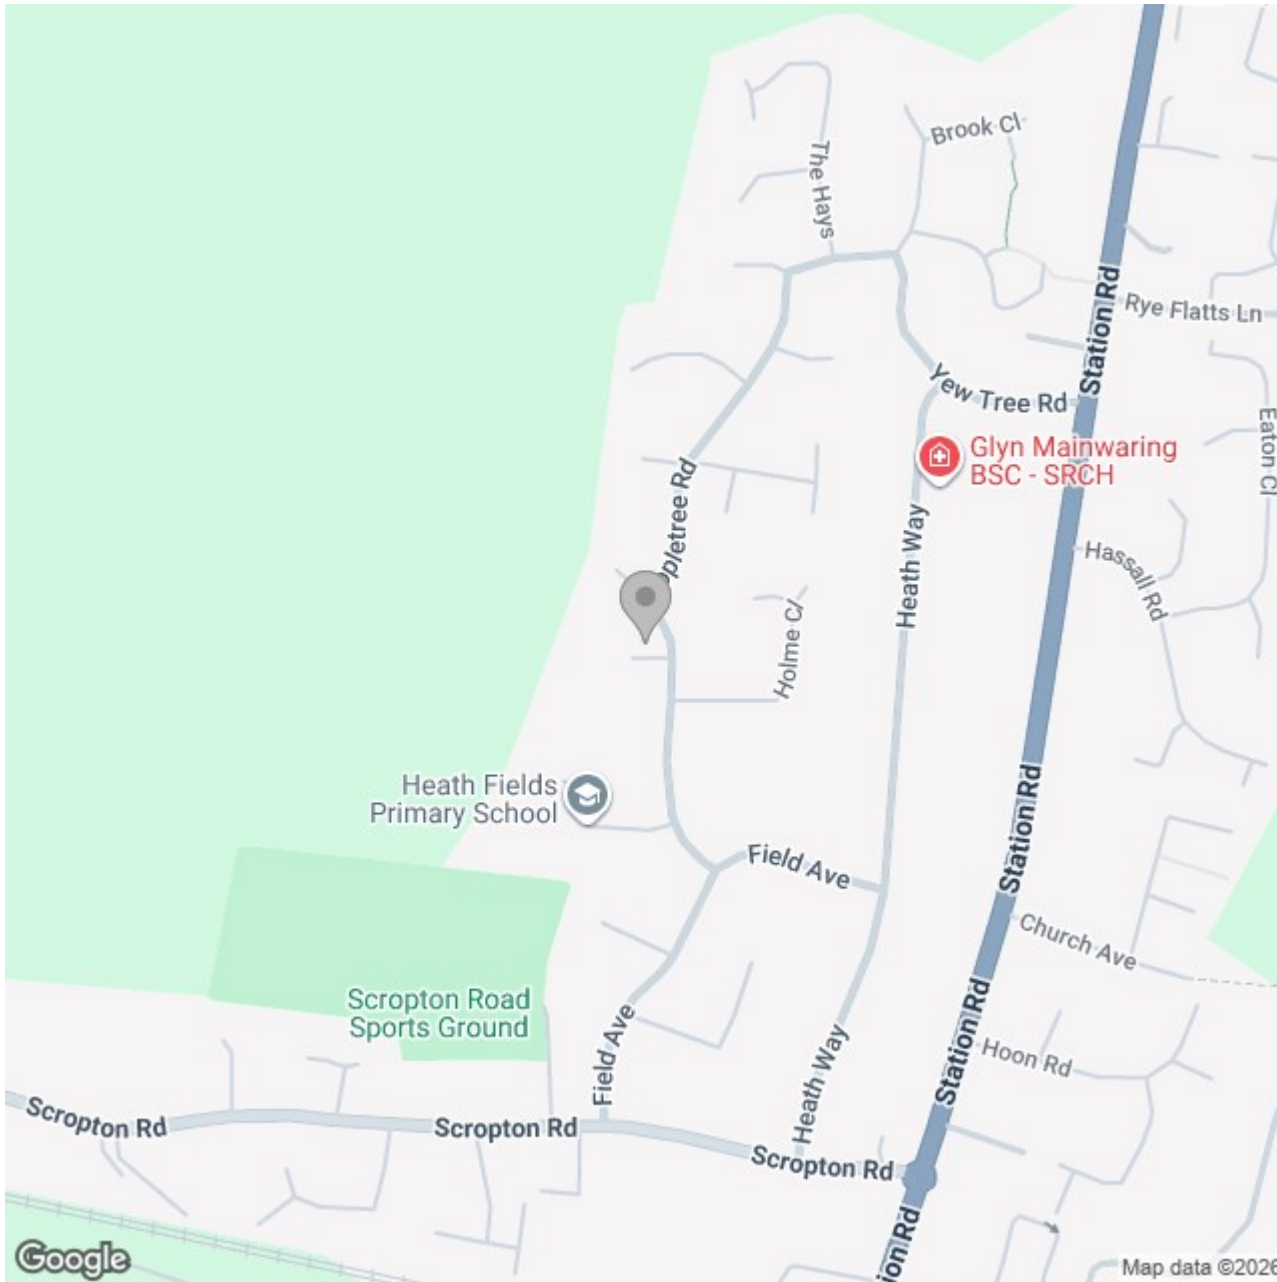 Brook Cl
The Hays
Station Rd
Rye Flatts Ln
Yew Tree Rd
Eaton Cl
Glyn Mainwaring
BSC - SRCH
ppletree Rd
Heath Way
Hassall Rd
Holme Cl
Heath Fields
Primary School
Station Rd
Field Ave
Church Ave
Scropton Road
Sports Ground
Station Rd
Hoon Rd
Field Ave
Heath Way
Scropton Rd
Scropton Rd
Scropton Rd
ion Rd
Google
Map data ©2026